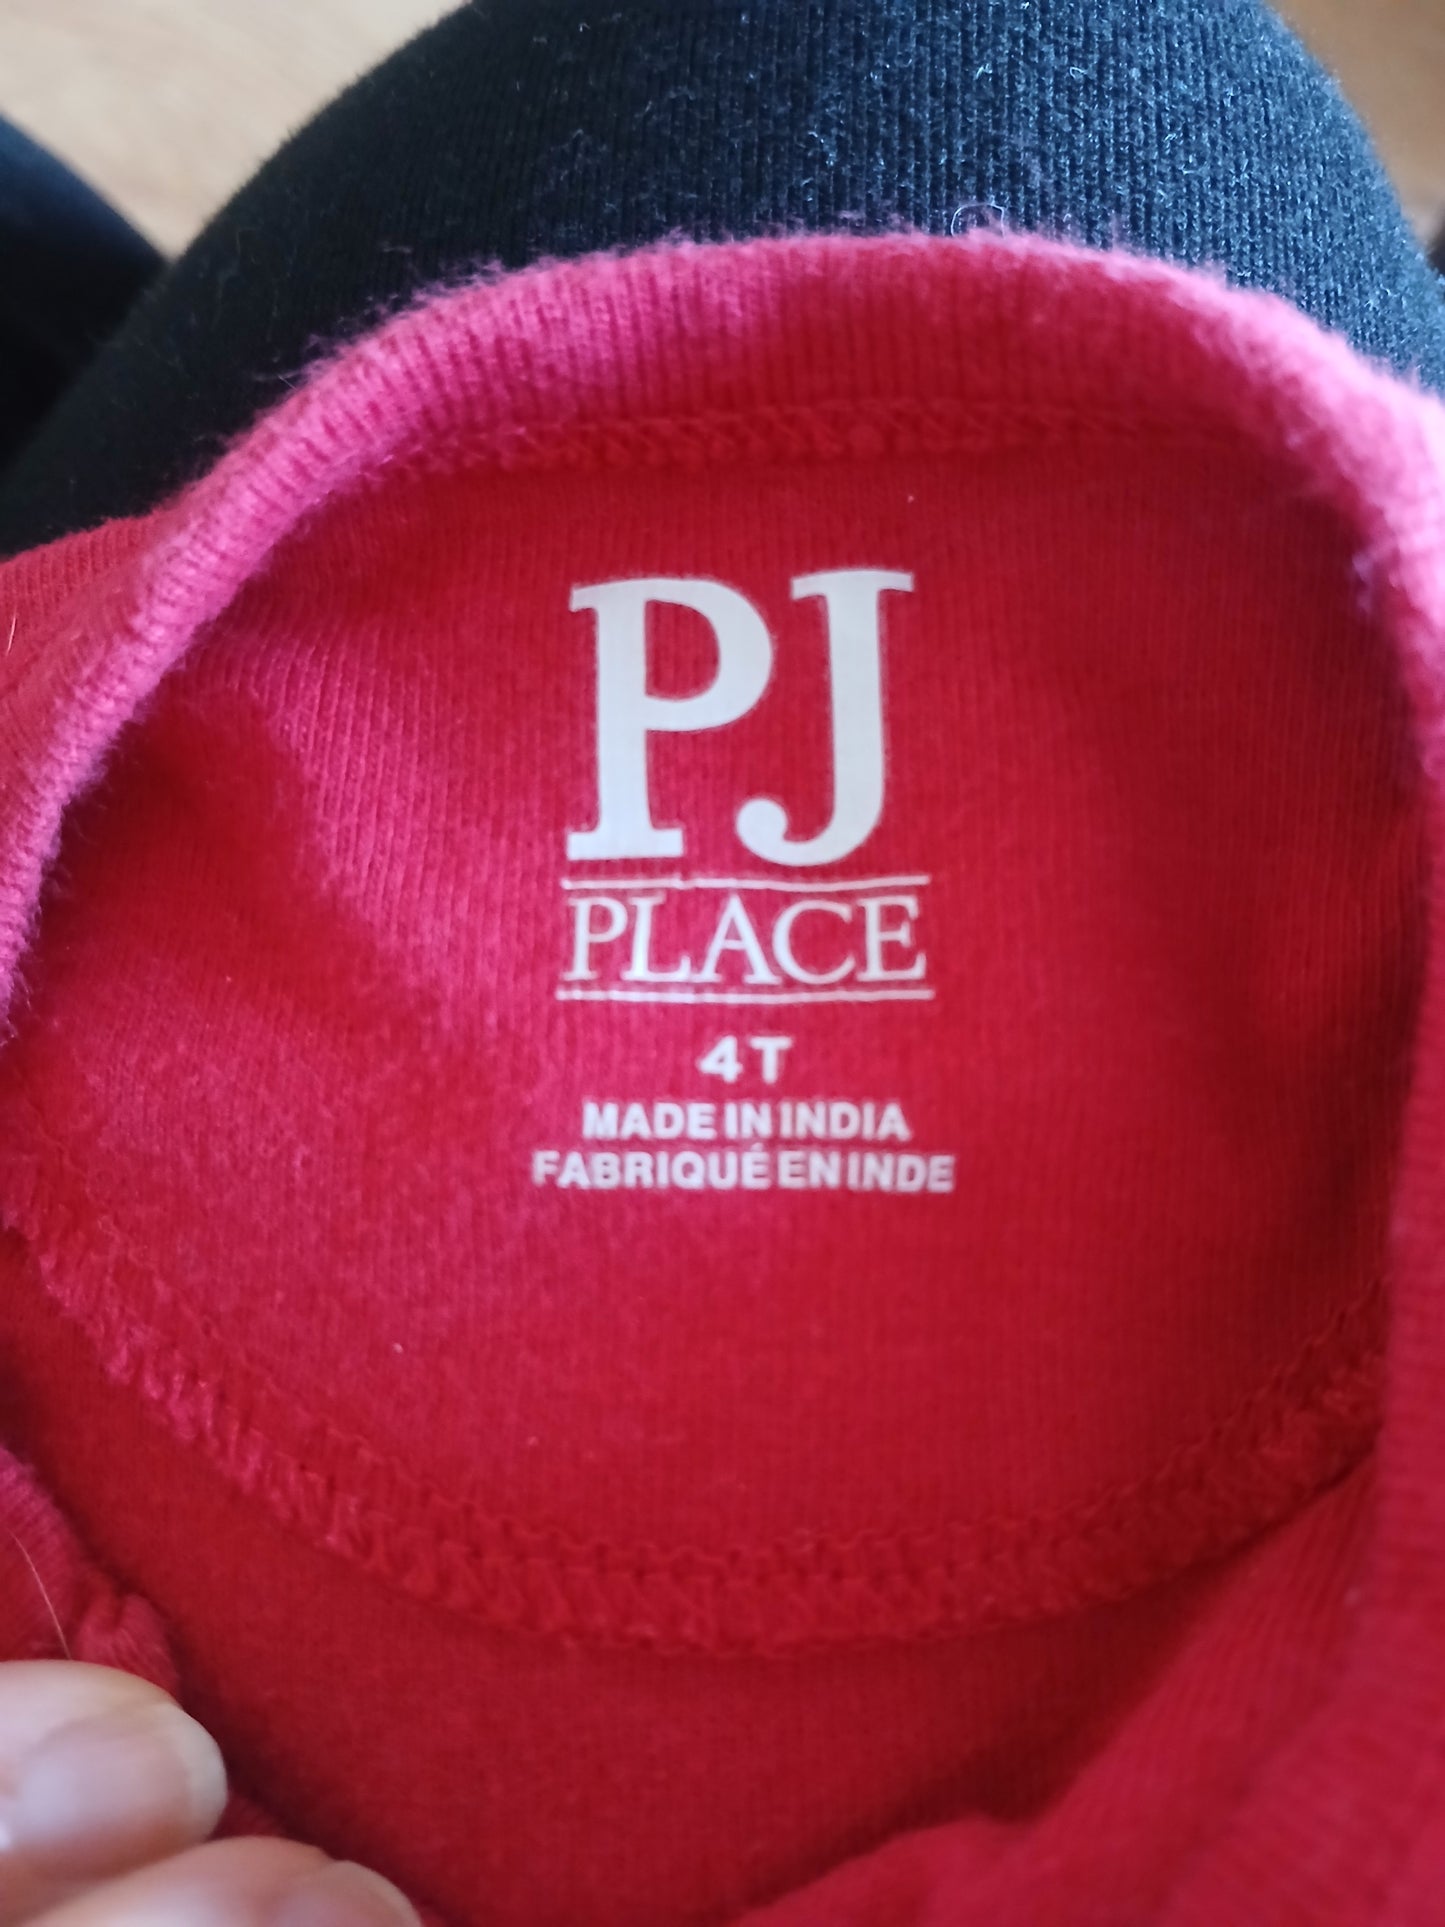 PJ
PLACE
4T
MADE IN INDIA
FABRIQUÉ EN INDE